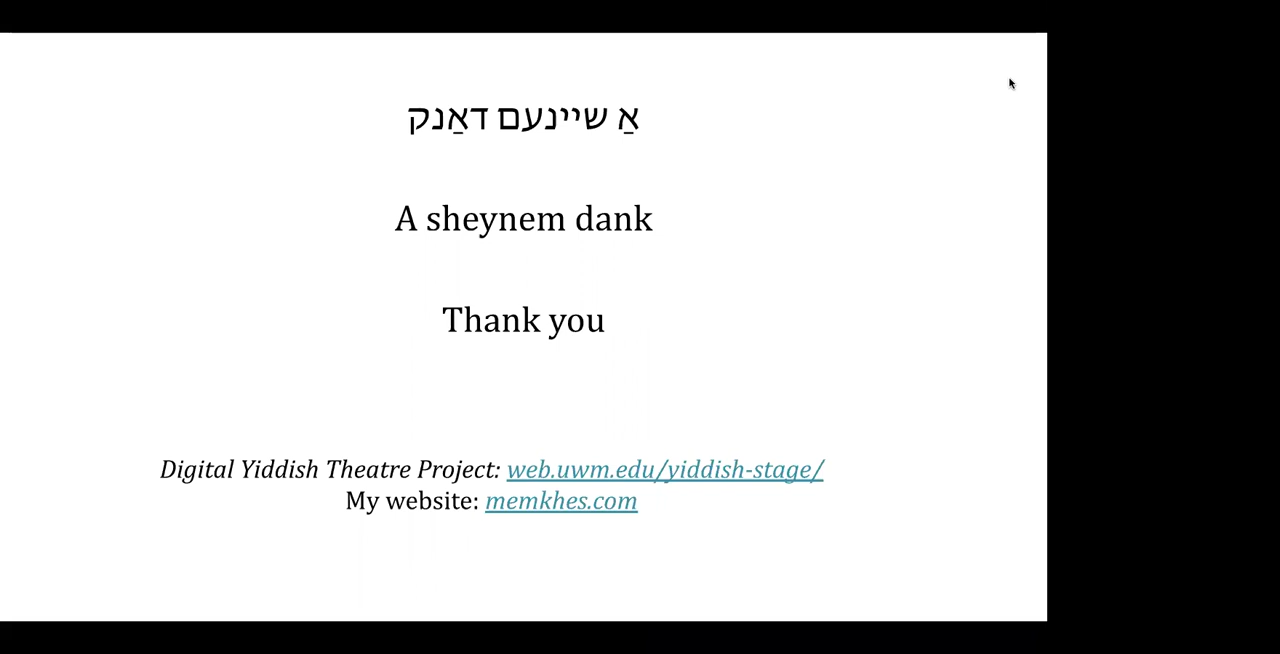 אַ שיינעם דאַנק
A sheynem dank
Thank you
Digital Yiddish Theatre Project: web.uwm.edu/yiddish-stage/
My website: memkhes.com